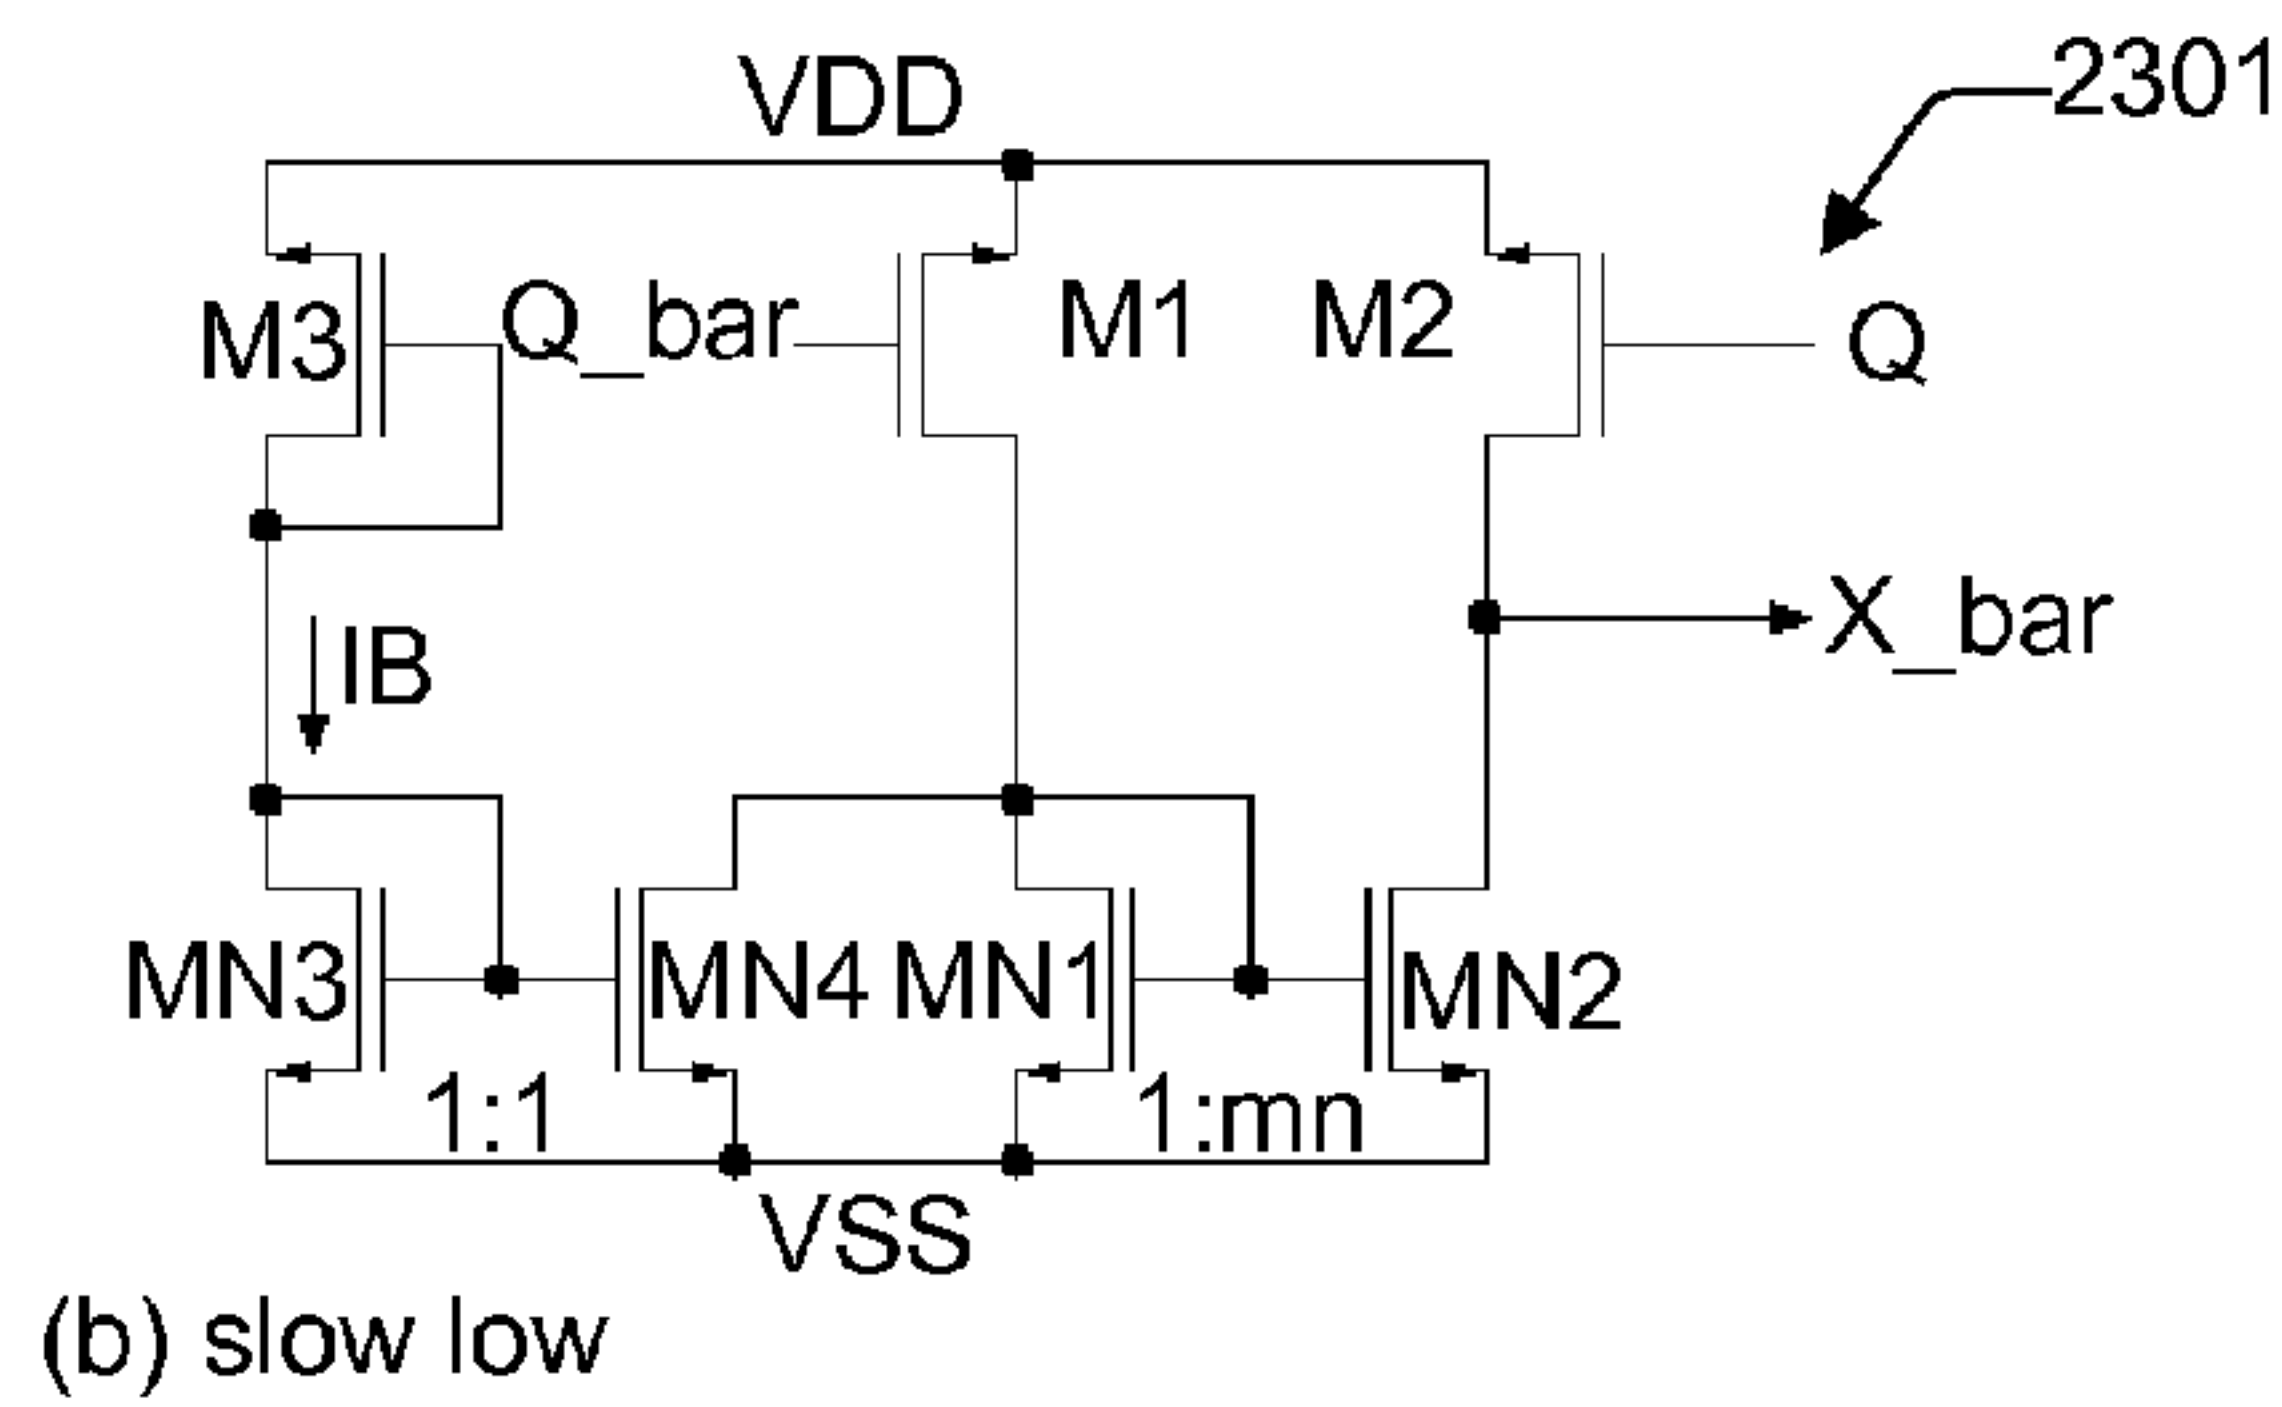 VDD
2301
M3
Q_bar
M1
M2
Q
IB
X_bar
MN3
MN4
MN1
MN2
1:1
1:mn
VSS
(b) slow low